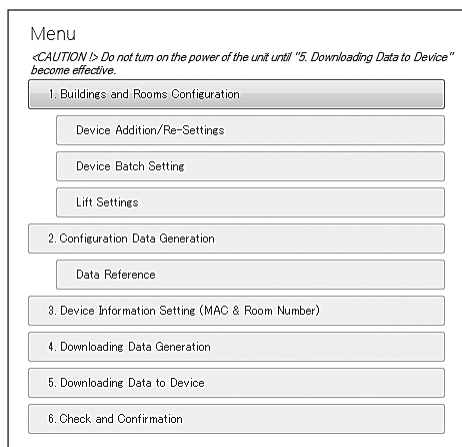 Menu
<CAUTION !> Do not turn on the power of the unit until "5. Downloading Data to Device"
become effective.
1. Buildings and Rooms Configuration
Device Addition/Re-Settings
Device Batch Setting
Lift Settings
2. Configuration Data Generation
Data Reference
3. Device Information Setting (MAC & Room Number)
4. Downloading Data Generation
5. Downloading Data to Device
6. Check and Confirmation